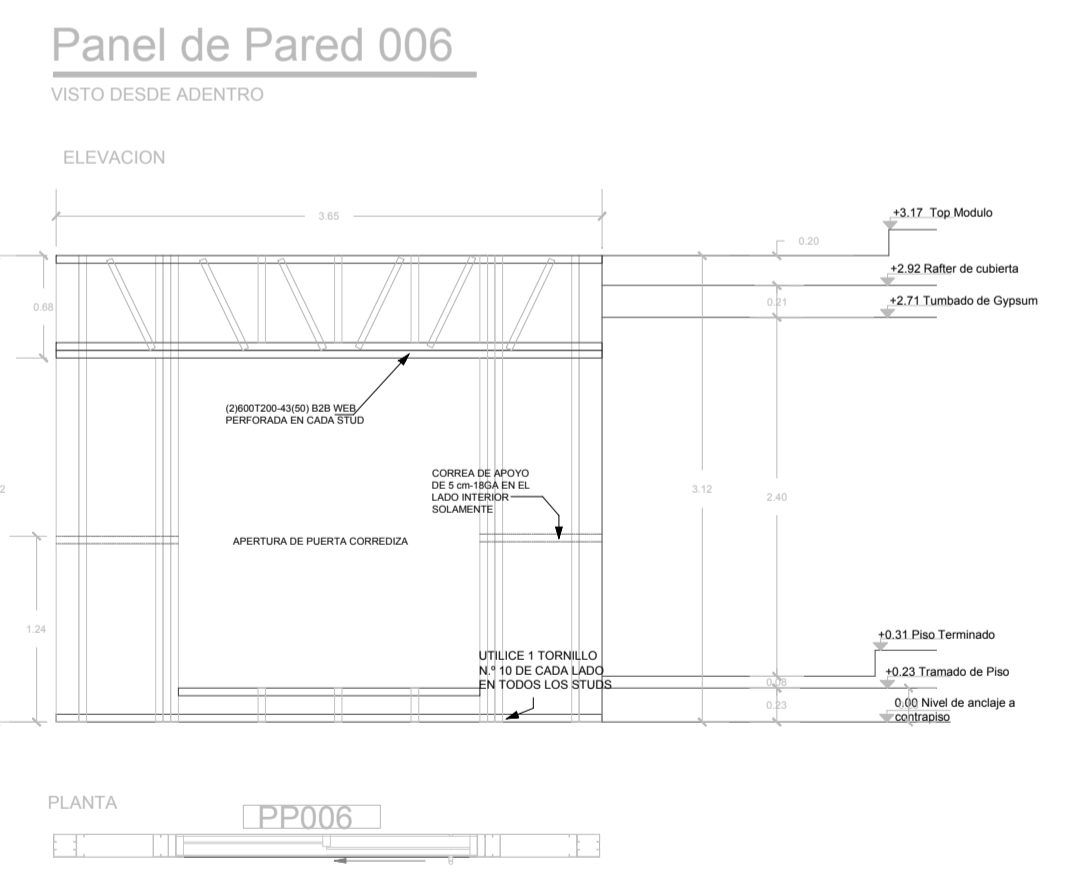 Panel de Pared 006
VISTO DESDE ADENTRO
ELEVACION
3.65
+3.17 Top Modulo
0.20
+2.92 Rafter de cubierta
0.21
+2.71 Tumbado de Gypsum
0.68
(2)600T200-43(50) B2B WEB
PERFORADA EN CADA STUD
CORREA DE APOYO
DE 5 cm-18GA EN EL
LADO INTERIOR
SOLAMENTE
2
3.12
2.40
APERTURA DE PUERTA CORREDIZA
1.24
+0.31 Piso Terminado
UTILICE 1 TORNILLO
N.º 10 DE CADA LADO
EN TODOS LOS STUDS
+0.23 Tramado de Piso
0.08
0.23
0.00 Nivel de anclaje a
contrapiso
PLANTA
PP006